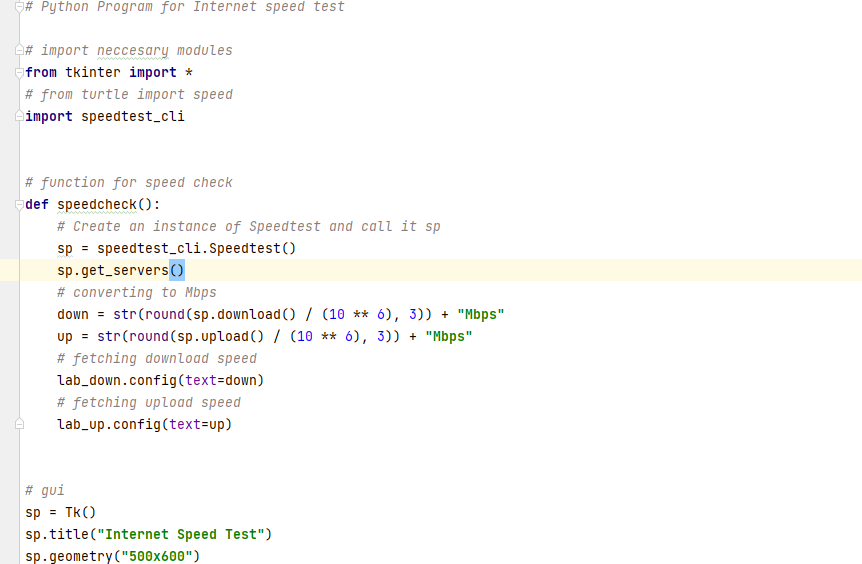 # Python Program for Internet speed test
# import neccesary modules
from tkinter import *
# from turtle import speed
import speedtest_cli
# function for speed check
def speedcheck():
# Create an instance of Speedtest and call it sp
sp = speedtest_cli.Speedtest()
sp.get_servers()
# converting to Mbps
down = str(round(sp.download() / (10 ** 6), 3)) + "Mbps"
up = str(round(sp.upload() / (10 ** 6), 3)) + "Mbps"
# fetching download speed
lab_down.config(text=down)
# fetching upload speed
lab_up.config(text=up)
# gui
sp = Tk()
sp.title("Internet Speed Test")
sp.geometry("500x600")